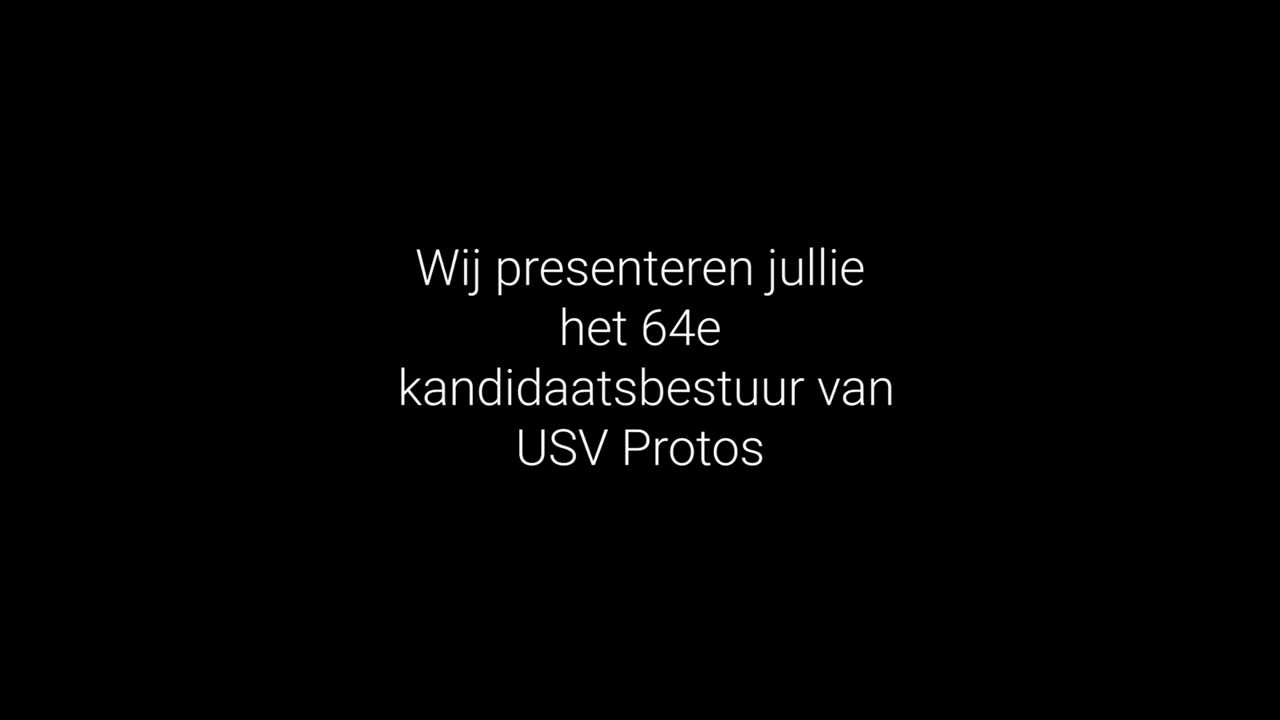 Wij presenteren jullie
het 64e
kandidaatsbestuur van
USV Protos